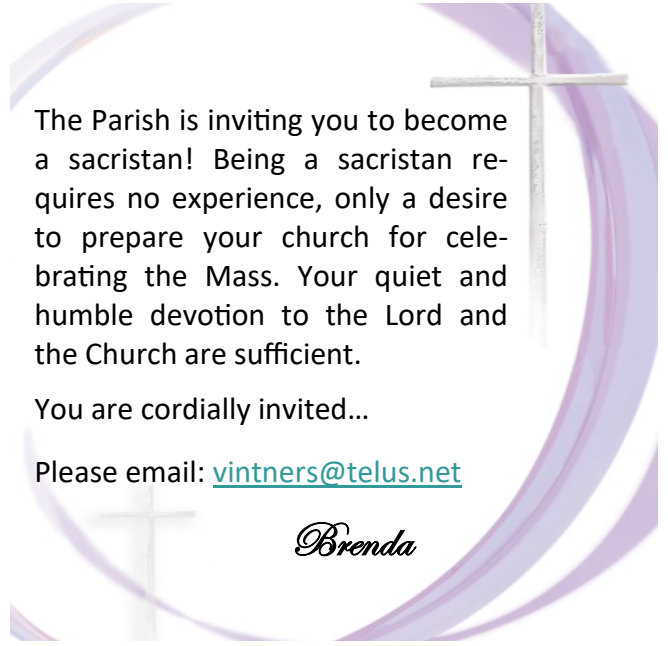 The Parish is inviting you to become
a sacristan! Being a sacristan re-
quires no experience, only a desire
to prepare your church for cele-
brating the Mass. Your quiet and
humble devotion to the Lord and
the Church are sufficient.
You are cordially invited…
Please email: vintners@telus.net
Brenda